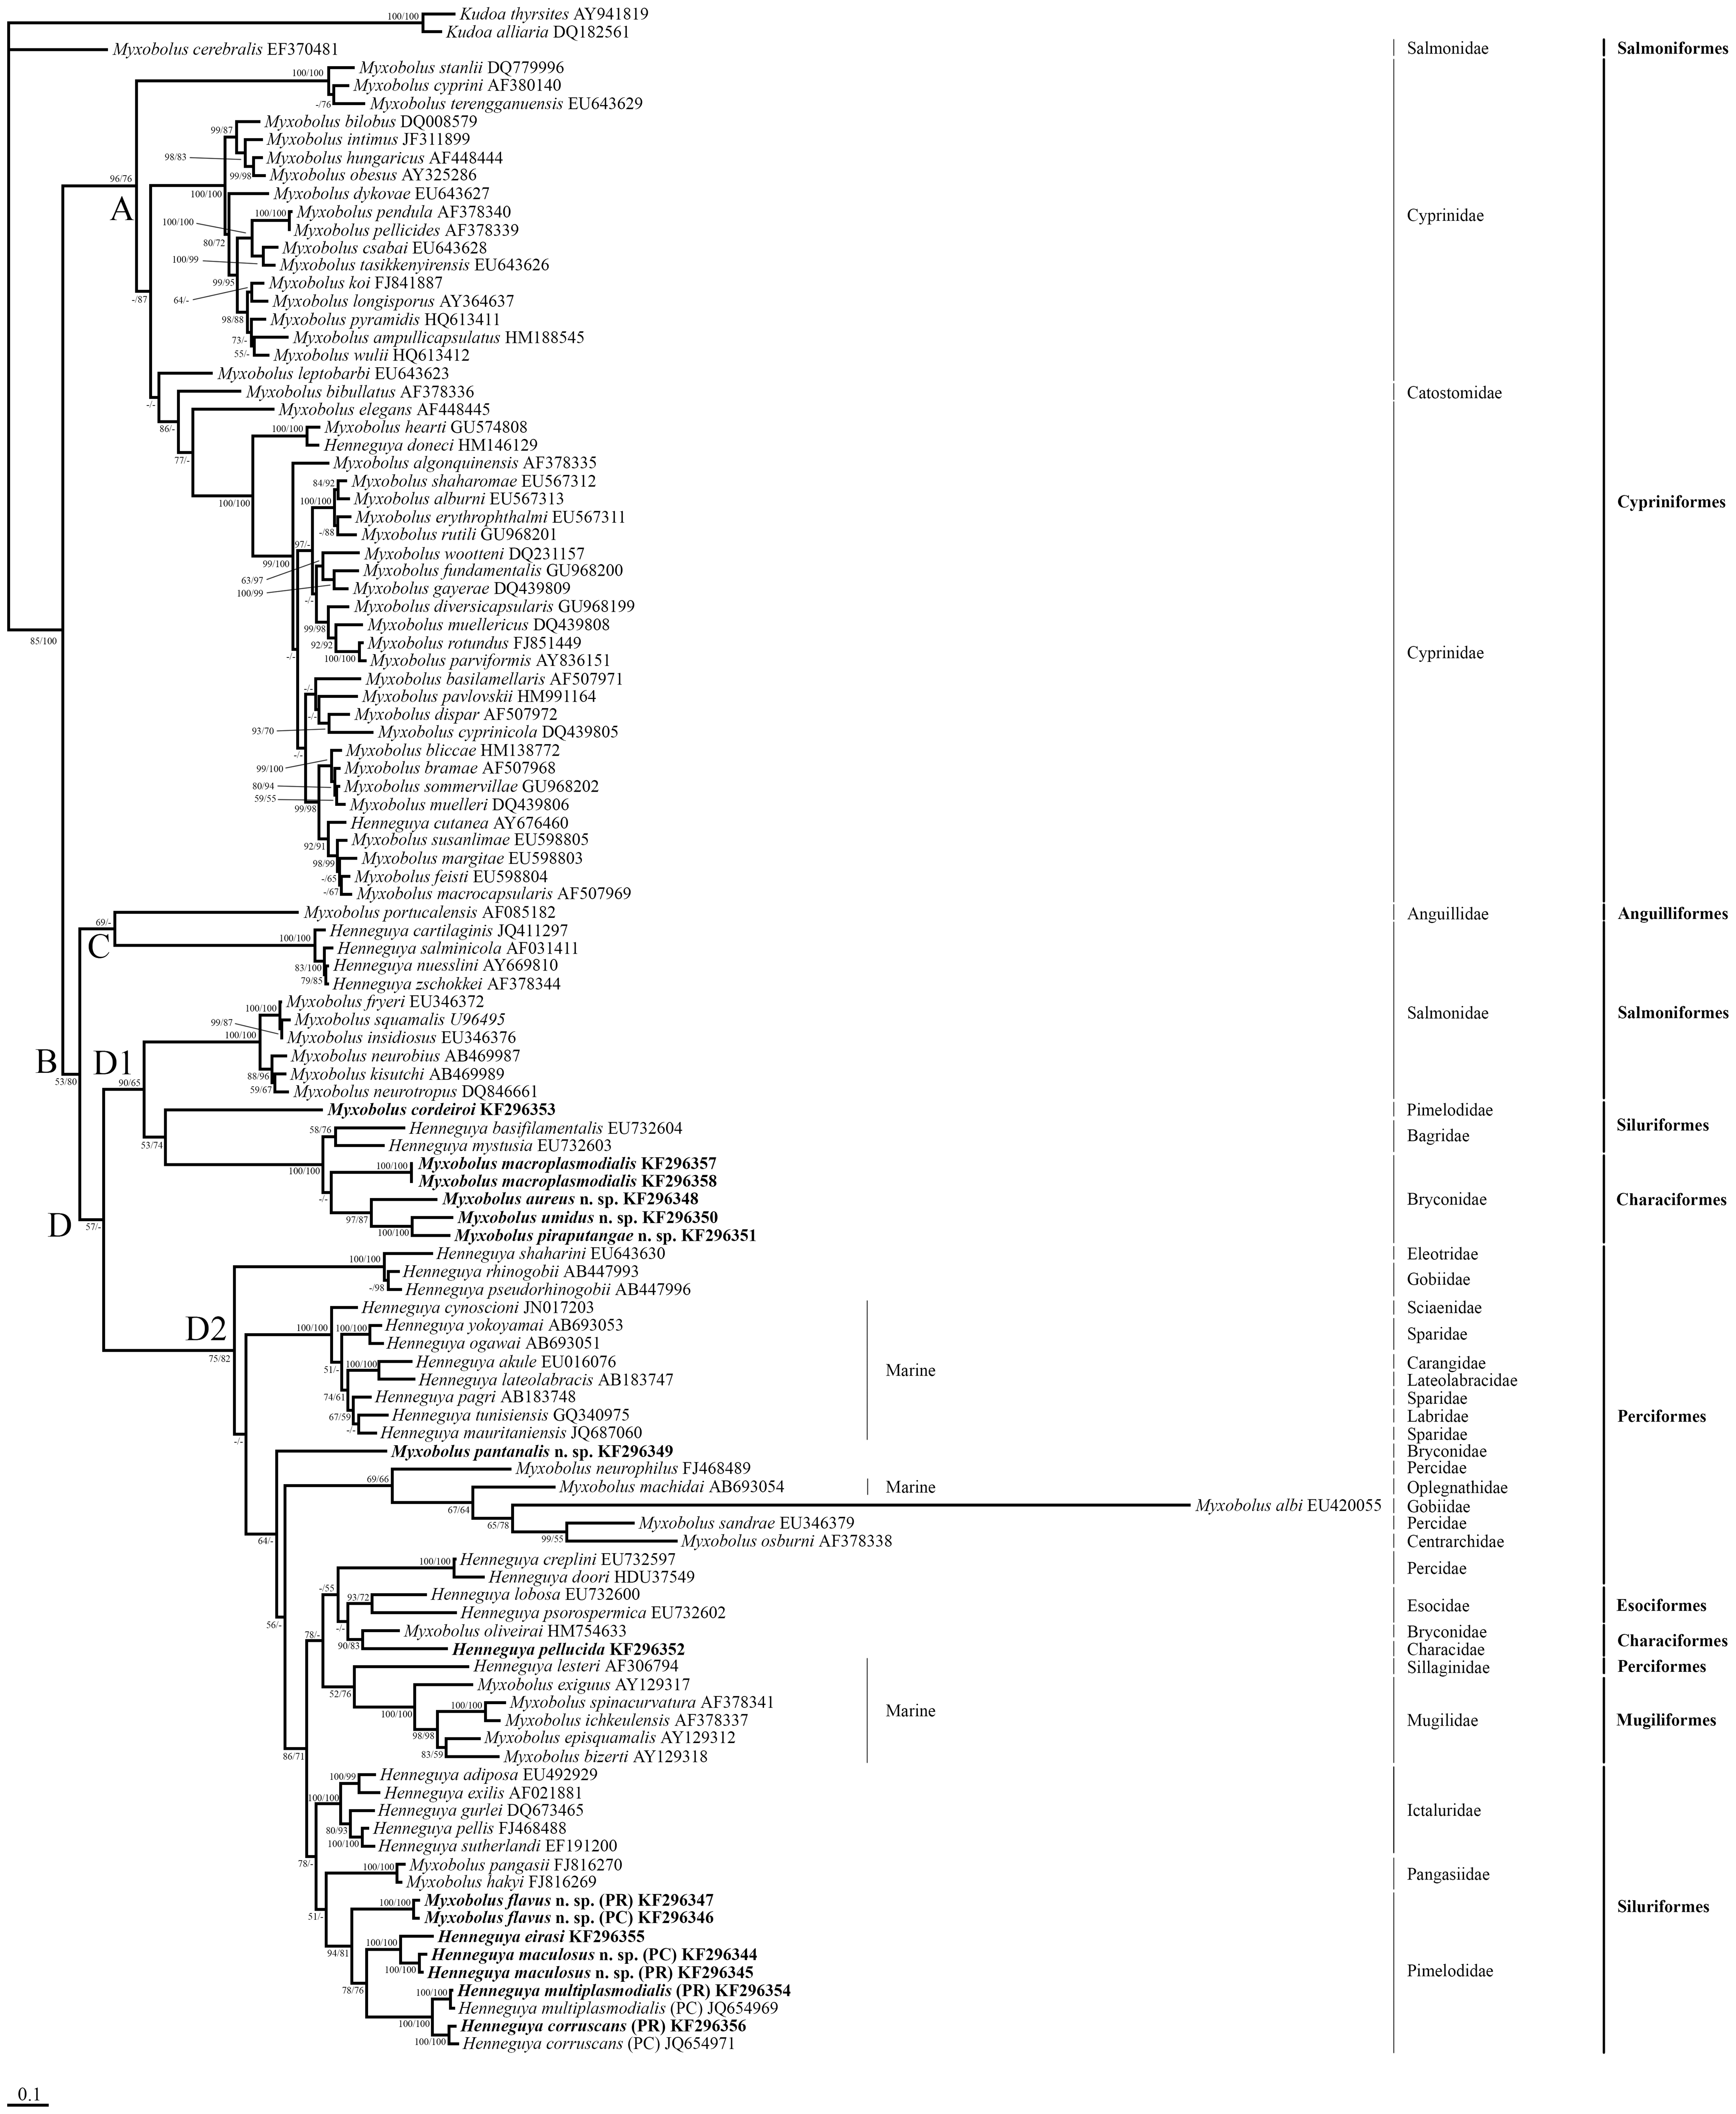 100/100 Kudoa thyrsites AY941819
Kudoa alliaria DQ182561
Myxobolus cerebralis EF370481 Salmonidae Salmoniformes
100/100 Myxobolus stanlii DQ779996
Myxobolus cyprini AF380140
-/76 Myxobolus terengganuensis EU643629
Myxobolus bilobus DQ008579
99/87 Myxobolus intimus JF311899
98/83 Myxobolus hungaricus AF448444
99/98 Myxobolus obesus AY325286
96/76
100/100 Myxobolus dykovae EU643627
A 100/100 Myxobolus pendula AF378340 Cyprinidae
100/100 Myxobolus pellicides AF378339
80/72 Myxobolus csabai EU643628
100/99 Myxobolus tasikkenyirensis EU643626
99/95 Myxobolus koi FJ841887
-/87 64/- Myxobolus longisporus AY364637
98/88 Myxobolus pyramidis HQ613411
73/- Myxobolus ampullicapsulatus HM188545
55/- Myxobolus wulii HQ613412
Myxobolus leptobarbi EU643623
Myxobolus bibullatus AF378336 Catostomidae
-/- Myxobolus elegans AF448445
86/- 100/100 Myxobolus hearti GU574808
Henneguya doneci HM146129
77/- Myxobolus algonquinensis AF378335
84/92 Myxobolus shaharomae EU567312
100/100 100/100 Myxobolus alburni EU567313 Cypriniformes
Myxobolus erythrophthalmi EU567311
-/88 Myxobolus rutili GU968201
97/- Myxobolus wootteni DQ231157
99/100 Myxobolus fundamentalis GU968200
63/97
100/99 Myxobolus gayerae DQ439809
-/- Myxobolus diversicapsularis GU968199
99/98 Myxobolus muellericus DQ439808
85/100 92/92 Myxobolus rotundus FJ851449
-/- 100/100 Myxobolus parviformis AY836151 Cyprinidae
-/- Myxobolus basilamellaris AF507971
Myxobolus pavlovskii HM991164
-/- Myxobolus dispar AF507972
93/70 Myxobolus cyprinicola DQ439805
-/- Myxobolus bliccae HM138772
99/100 Myxobolus bramae AF507968
80/94 Myxobolus sommervillae GU968202
59/55
99/98 Myxobolus muelleri DQ439806
Henneguya cutanea AY676460
92/91 Myxobolus susanlimae EU598805
98/99 Myxobolus margitae EU598803
-/65 Myxobolus feisti EU598804
-/67 Myxobolus macrocapsularis AF507969
69/- Myxobolus portucalensis AF085182 Anguillidae Anguilliformes
C 100/100 Henneguya cartilaginis JQ411297
Henneguya salminicola AF031411
83/100 Henneguya nuesslini AY669810
79/85 Henneguya zschokkei AF378344
100/100 Myxobolus fryeri EU346372
99/87 Myxobolus squamalis U96495 Salmonidae Salmoniformes
100/100 Myxobolus insidiosus EU346376
B D1 Myxobolus neurobius AB469987
53/80 90/65 88/96 Myxobolus kisutchi AB469989
59/67 Myxobolus neurotropus DQ846661
Myxobolus cordeiroi KF296353 Pimelodidae
58/76 Henneguya basifilamentalis EU732604 Siluriformes
53/74 Henneguya mystusia EU732603 Bagridae
100/100 100/100 Myxobolus macroplasmodialis KF296357
Myxobolus macroplasmodialis KF296358
-/- Myxobolus aureus n. sp. KF296348 Bryconidae Characiformes
97/87 Myxobolus umidus n. sp. KF296350
D 57/- 100/100 Myxobolus piraputangae n. sp. KF296351
100/100 Henneguya shaharini EU643630 Eleotridae
Henneguya rhinogobii AB447993 Gobiidae
-/98 Henneguya pseudorhinogobii AB447996
Henneguya cynoscioni JN017203 Sciaenidae
D2 100/100 100/100 Henneguya yokoyamai AB693053 Sparidae
Henneguya ogawai AB693051
75/82 51/- 100/100 Henneguya akule EU016076 Marine Carangidae
Henneguya lateolabracis AB183747 Lateolabracidae
74/61 Henneguya pagri AB183748 Sparidae
67/59 Henneguya tunisiensis GQ340975 Labridae Perciformes
-/- -/- Henneguya mauritaniensis JQ687060 Sparidae
Myxobolus pantanalis n. sp. KF296349 Bryconidae
69/66 Myxobolus neurophilus FJ468489 Percidae
Myxobolus machidai AB693054 Marine Oplegnathidae
67/64 Myxobolus albi EU420055 Gobiidae
65/78 Myxobolus sandrae EU346379 Percidae
64/- 99/55 Myxobolus osburni AF378338 Centrarchidae
100/100 Henneguya creplini EU732597 Percidae
Henneguya doori HDU37549
-/55 93/72 Henneguya lobosa EU732600 Esocidae Esociformes
Henneguya psorospermica EU732602
56/- -/- Myxobolus oliveirai HM754633 Bryconidae Characiformes
78/- 90/83 Henneguya pellucida KF296352 Characidae
Henneguya lesteri AF306794 Sillaginidae Perciformes
52/76 Myxobolus exiguus AY129317
100/100 Myxobolus spinacurvatura AF378341 Marine
100/100 Myxobolus ichkeulensis AF378337 Mugilidae Mugiliformes
98/98 Myxobolus episqualmalis AY129312
86/71 83/59 Myxobolus bizerti AY129318
100/99 Henneguya adiposa EU492929
Henneguya exilis AF021881
100/100 Henneguya gurlei DQ673465 Ictaluridae
80/93 Henneguya pellis FJ468488
100/100 Henneguya sutherlandi EF191200
78/- 100/100 Myxobolus pangasii FJ816270 Pangasiidae
Myxobolus hakyi FJ816269
100/100 Myxobolus flavus n. sp. (PR) KF296347 Siluriformes
51/- Myxobolus flavus n. sp. (PC) KF296346
100/100 Henneguya eirasi KF296355
94/81 Henneguya maculosus n. sp. (PC) KF296344
100/100 Henneguya maculosus n. sp. (PR) KF296345 Pimelodidae
78/76 100/100 Henneguya multiplasmodialis (PR) KF296354
Henneguya multiplasmodialis (PC) JQ654969
100/100 Henneguya corruscans (PR) KF296356
100/100 Henneguya corruscans (PC) JQ654971
0.1